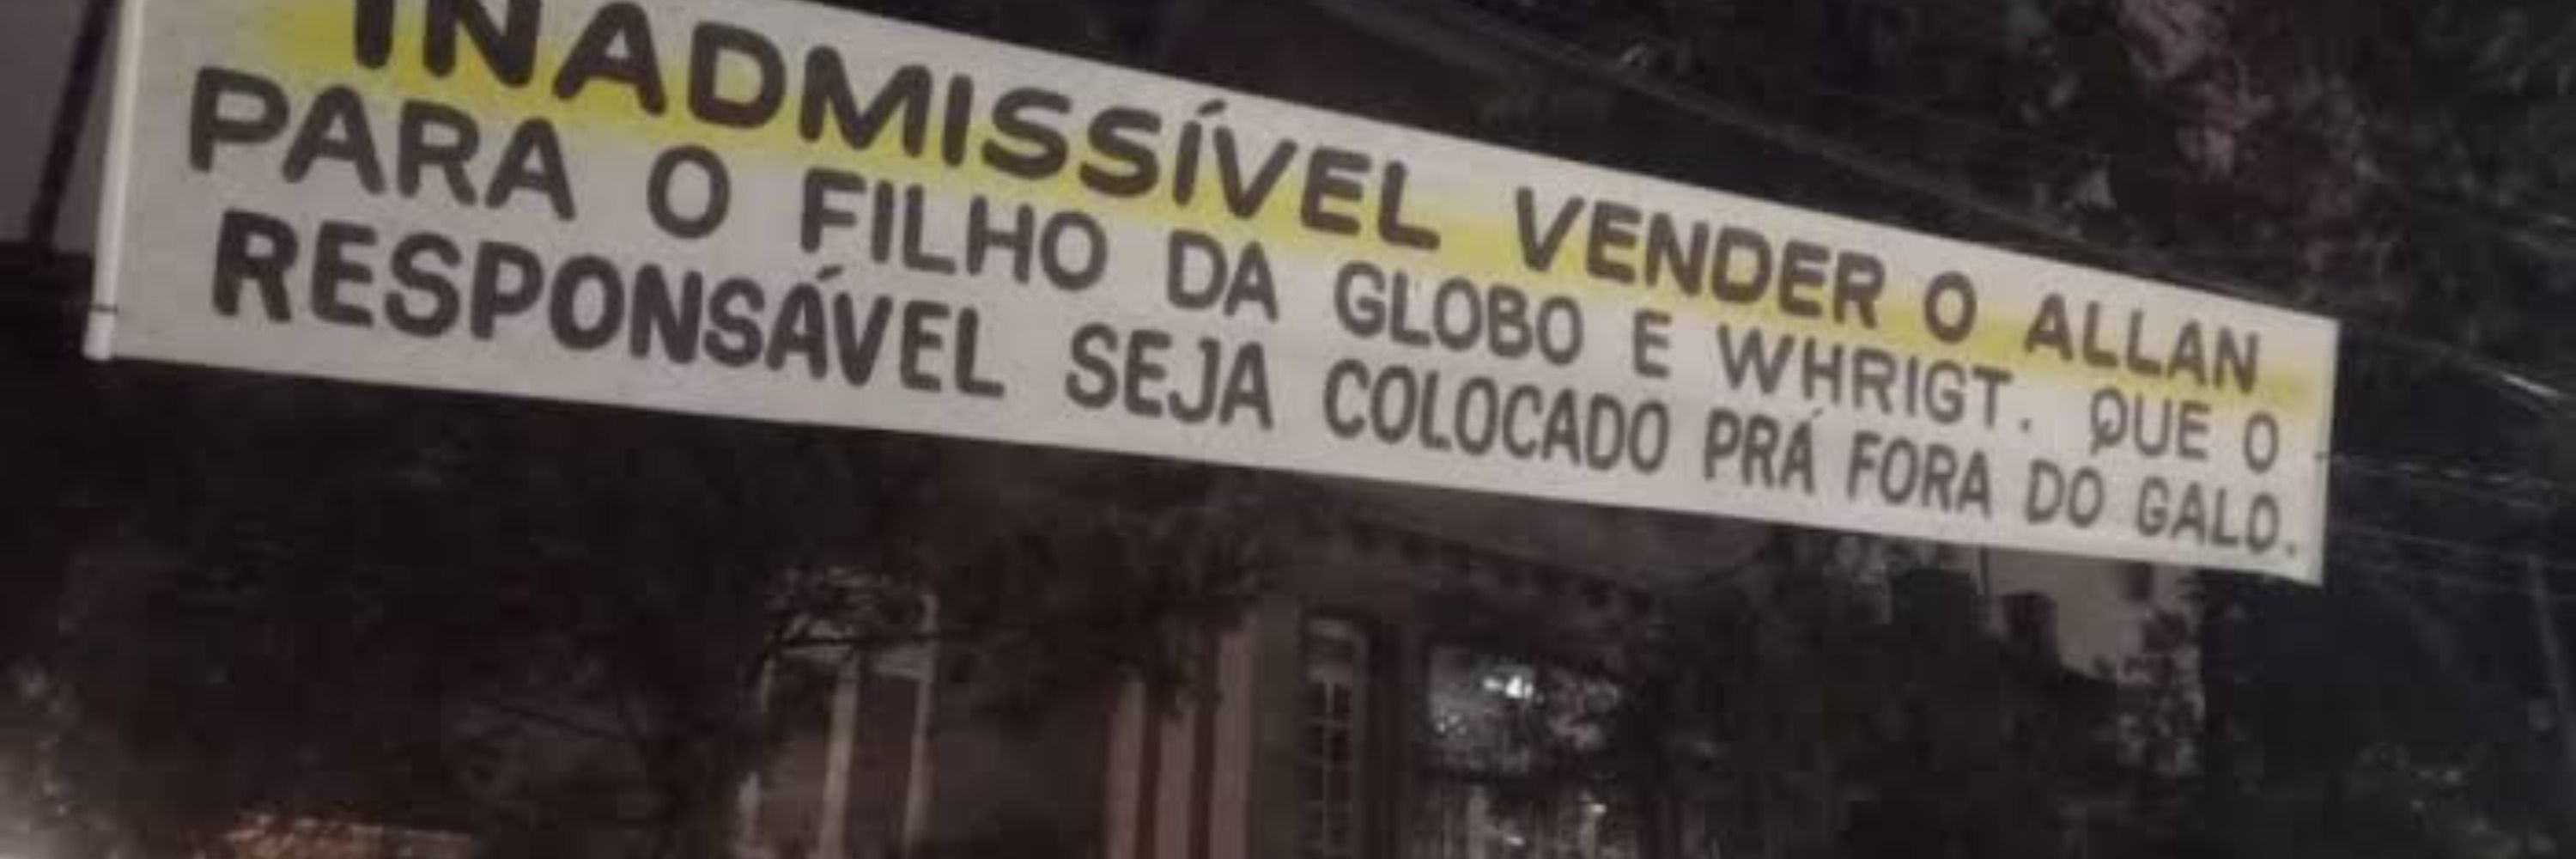 INADMISSÍVEL VENDER O ALLAN
PARA O FILHO DA GLOBO E WHRIGT. QUE O
RESPONSÁVEL SEJA COLOCADO PRÁ FORA DO GALO.